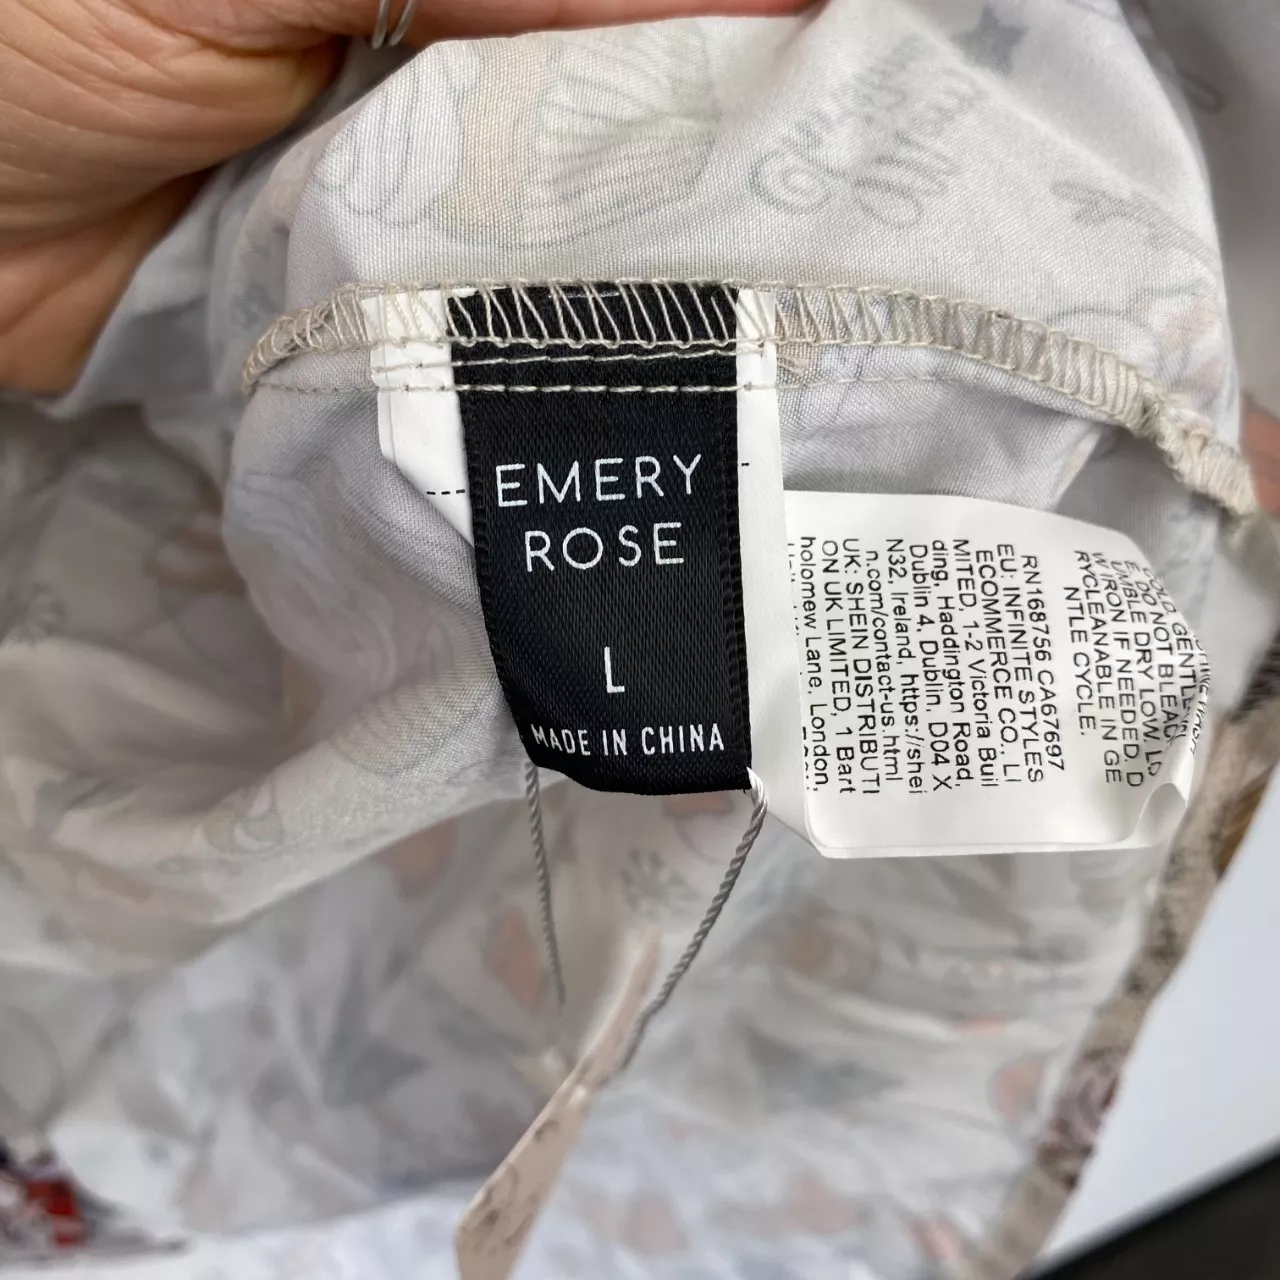 EMERY
ROSE
L
MADE IN CHINA
COLD GENTL
E, DO NOT BLEAC
UMBLE DRY LOW, LO
W IRON IF NEEDED, D
RYCLEANABLE IN GE
NTLE CYCLE.
RN168756 CA67697
EU: INFINITE STYLES
ECOMMERCE CO., LI
MITED, 1-2 Victoria Buil
ding, Haddington Road,
Dublin 4, Dublin, D04 X
N32, Ireland, https://shei
n.com/contact-us.html
UK: SHEIN DISTRIBUTI
ON UK LIMITED, 1 Bart
holomew Lane, London,